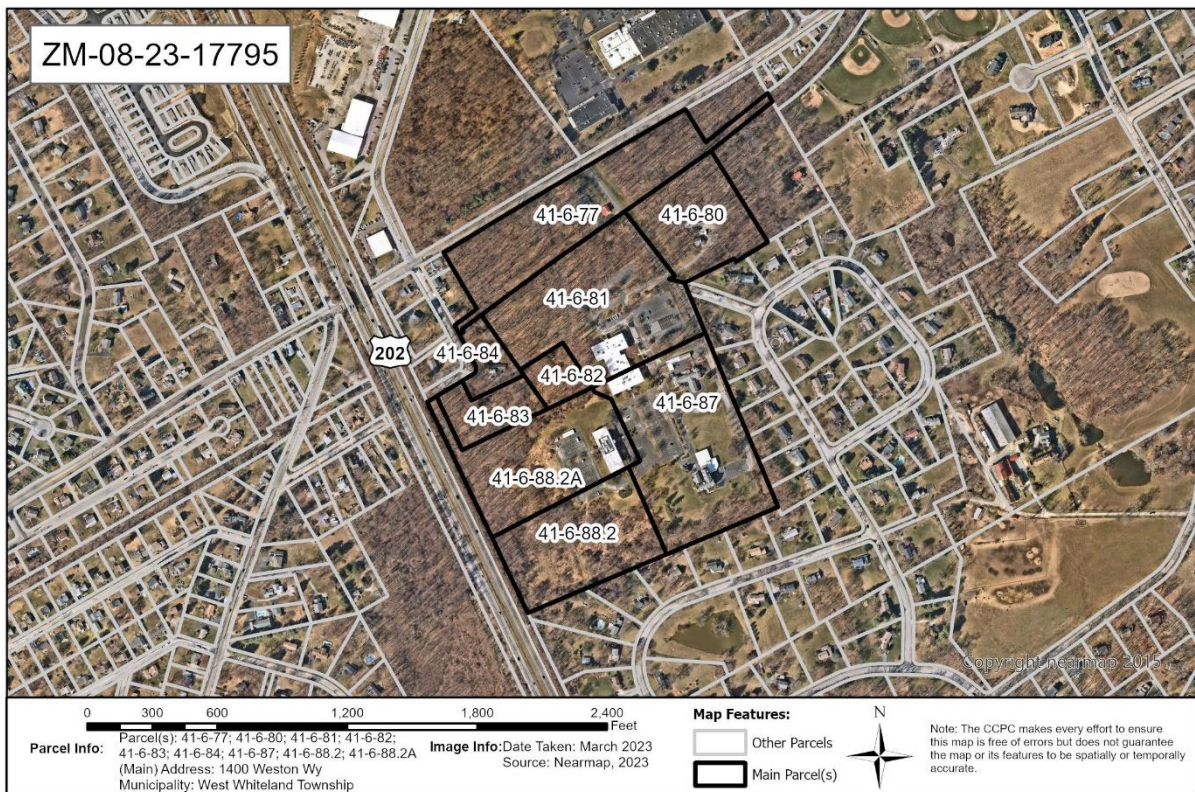 ZM-08-23-17795
41-6-77
41-6-80
41-6-81
202
41-6-84
41-6-82
41-6-87
41-6-83
41-6-88.2A
41-6-88.2
Copyright nearmap 2015
0 300 600 1,200 1,800 2,400
Feet
Parcel Info: Parcel(s): 41-6-77; 41-6-80; 41-6-81; 41-6-82;
41-6-83; 41-6-84; 41-6-87; 41-6-88.2; 41-6-88.2A
(Main) Address: 1400 Weston Wy
Municipality: West Whiteland Township
Image Info: Date Taken: March 2023
Source: Nearmap, 2023
Map Features:
Other Parcels
Main Parcel(s)
N
Note: The CCPC makes every effort to ensure
this map is free of errors but does not guarantee
the map or its features to be spatially or temporally
accurate.